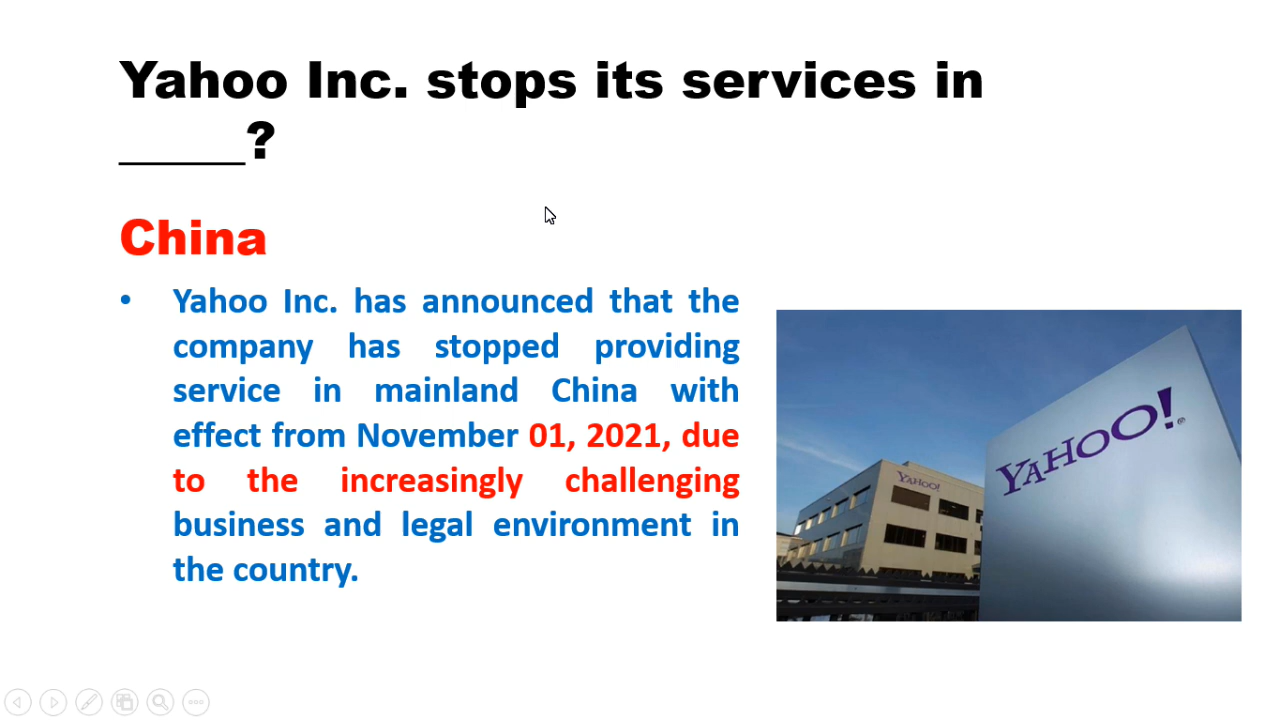 Yahoo Inc. stops its services in
_____?
China
• Yahoo Inc. has announced that the
company has stopped providing
service in mainland China with
effect from November 01, 2021, due
to the increasingly challenging
business and legal environment in
the country.
YAHOO!
YAHOO!®